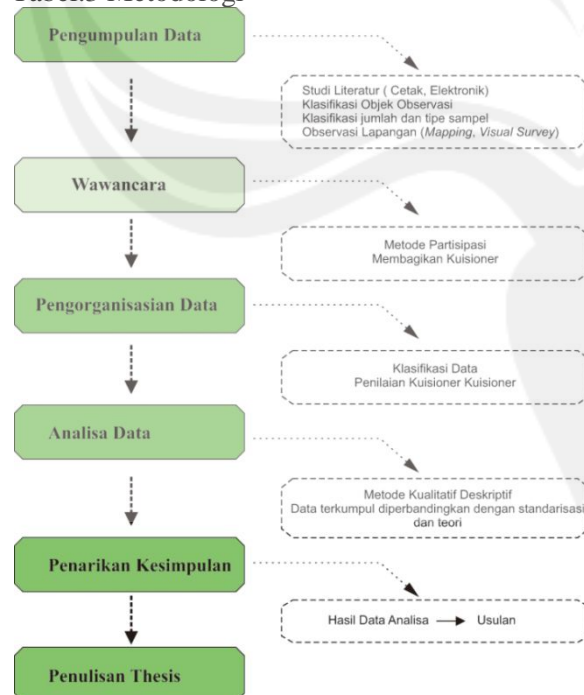 Tabel.3 Metodologi
Pengumpulan Data
Studi Literatur ( Cetak, Elektronik)
Klasifikasi Objek Observasi
Klasifikasi jumlah dan tipe sampel
Observasi Lapangan (Mapping, Visual Survey)
Wawancara
Metode Partisipasi
Membagikan Kuisioner
Pengorganisasian Data
Klasifikasi Data
Penilaian Kuisioner Kuisioner
Analisa Data
Metode Kualitatif Deskriptif
Data terkumpul diperbandingkan dengan standarisasi
dan teori
Penarikan Kesimpulan
Hasil Data Analisa → Usulan
Penulisan Thesis